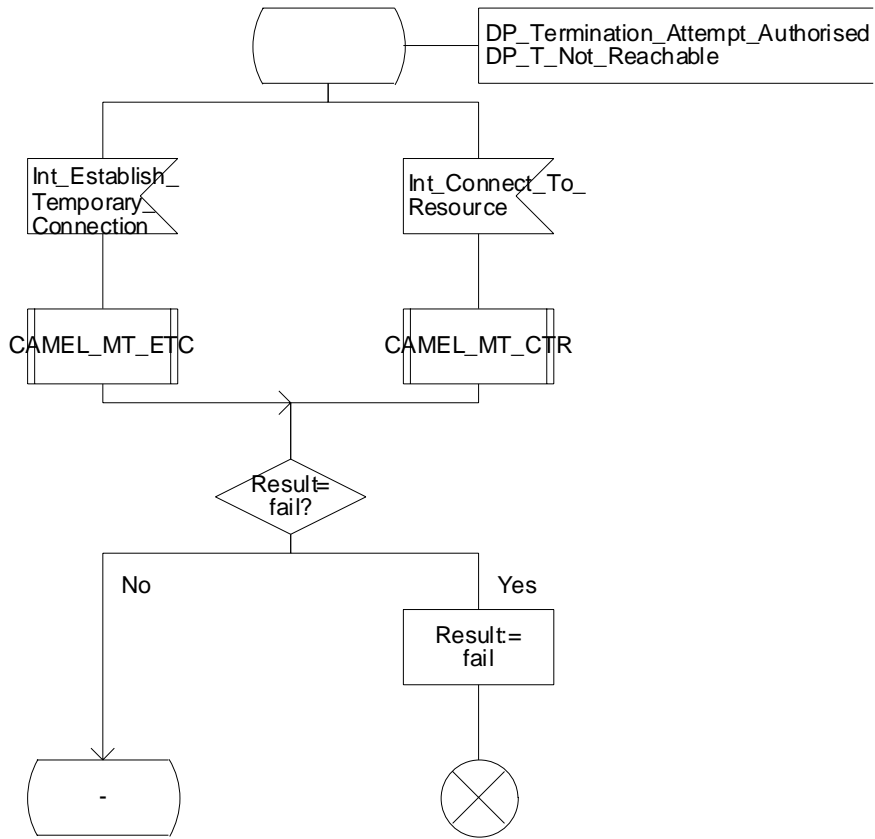 DP_Termination_Attempt_Authorised
DP_T_Not_Reachable
Int_Establish_
Temporary_
Connection
Int_Connect_To_
Resource
CAMEL_MT_ETC
CAMEL_MT_CTR
Result=
fail?
No
Yes
Result:=
fail
-